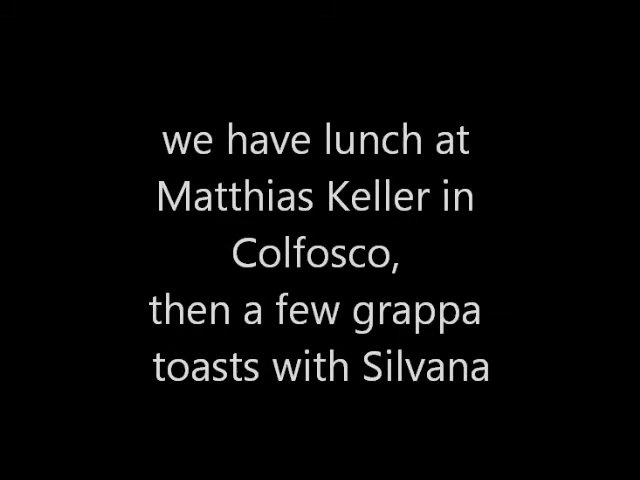 we have lunch at
Matthias Keller in
Colfosco,
then a few grappa
toasts with Silvana